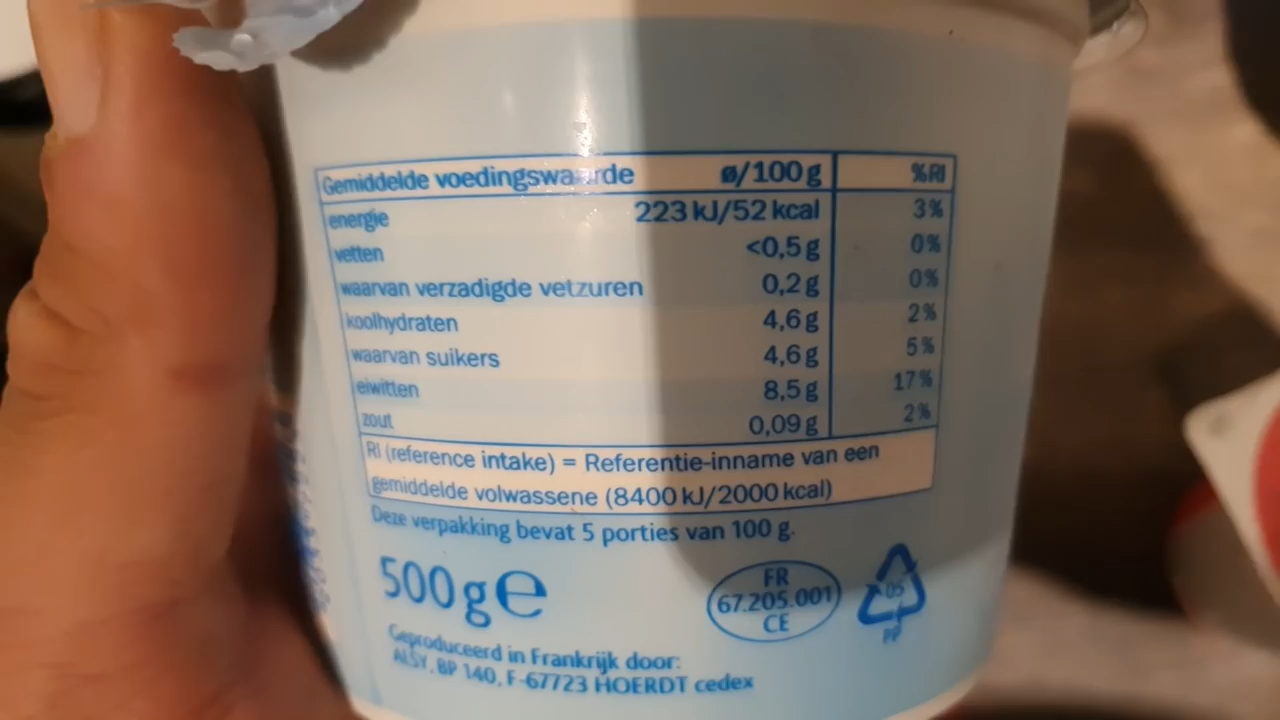 Gemiddelde voedingswaarde ø/100 g %RI
energie 223 kJ/52 kcal 3%
vetten <0,5 g 0%
waarvan verzadigde vetzuren 0,2 g 0%
koolhydraten 4,6 g 2%
waarvan suikers 4,6 g 5%
eiwitten 8,5 g 17%
zout 0,09 g 2%
RI (reference intake) = Referentie-inname van een
gemiddelde volwassene (8400 kJ/2000 kcal)
Deze verpakking bevat 5 porties van 100 g.
500 g e
FR
67.205.001
CE
05
PP
Geproduceerd in Frankrijk door:
ALSY, BP 140, F-67723 HOERDT cedex